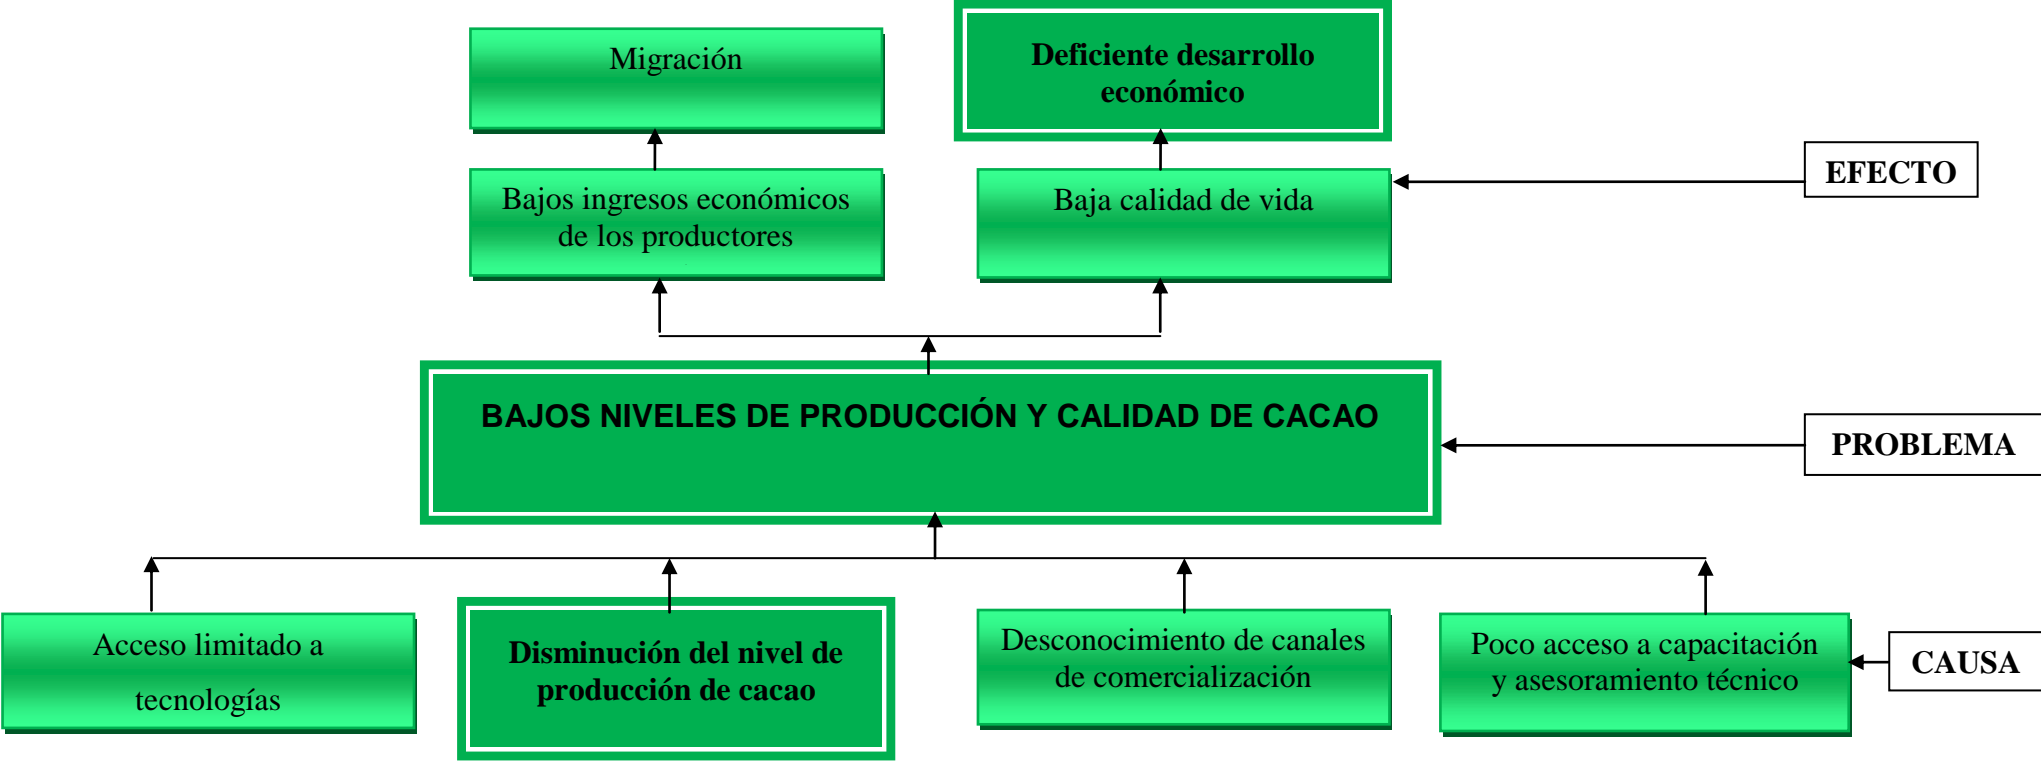 Migración
Deficiente desarrollo
económico
Bajos ingresos económicos
de los productores
Baja calidad de vida
EFECTO
BAJOS NIVELES DE PRODUCCIÓN Y CALIDAD DE CACAO
PROBLEMA
Acceso limitado a
tecnologías
Disminución del nivel de
producción de cacao
Desconocimiento de canales
de comercialización
Poco acceso a capacitación
y asesoramiento técnico
CAUSA